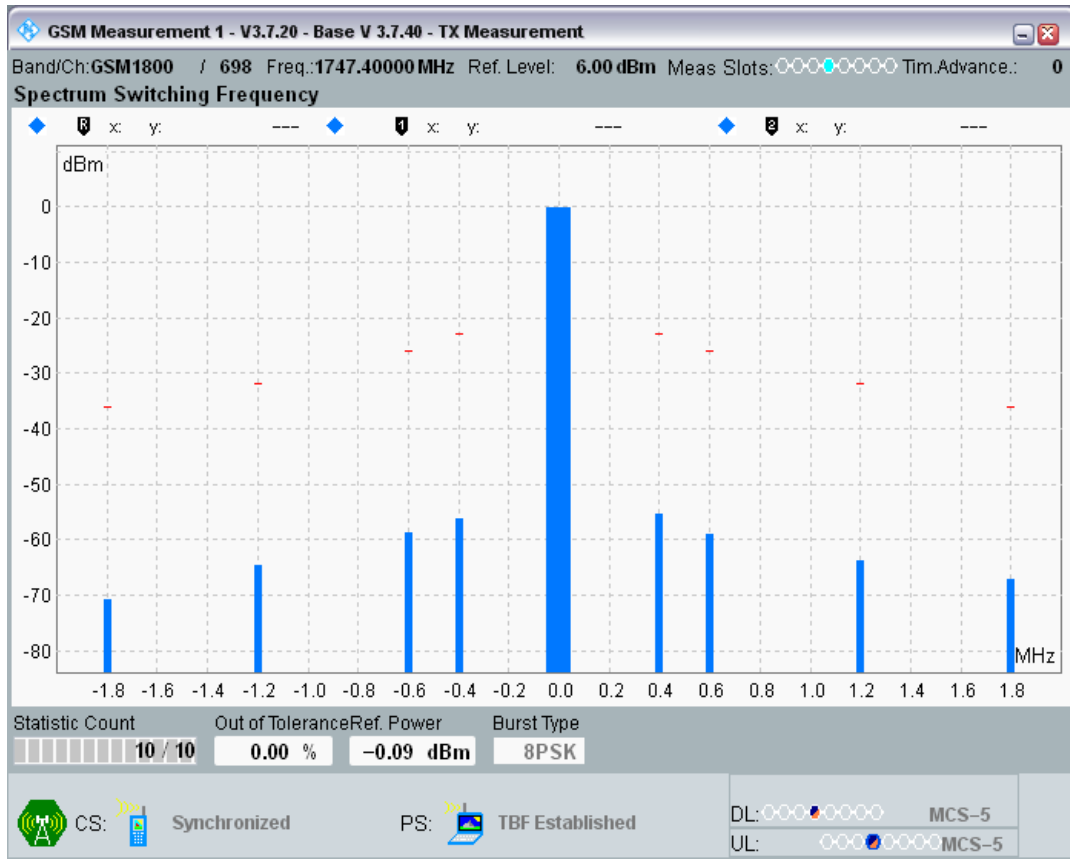 GSM Measurement 1 - V3.7.20 - Base V 3.7.40 - TX Measurement
Band/Ch:GSM1800 / 698 Freq.:1747.40000 MHz Ref. Level: 6.00 dBm Meas Slots: Tim.Advance.: 0
Spectrum Switching Frequency
R x: y: --- 1 x: y: --- 2 x: y: ---
dBm
0
-10
-20
-30
-40
-50
-60
-70
-80
MHz
-1.8 -1.6 -1.4 -1.2 -1.0 -0.8 -0.6 -0.4 -0.2 0.0 0.2 0.4 0.6 0.8 1.0 1.2 1.4 1.6 1.8
Statistic Count Out of Tolerance Ref. Power Burst Type
10 / 10 0.00 % −0.09 dBm 8PSK
CS: Synchronized PS: TBF Established
DL: MCS−5
UL: MCS−5